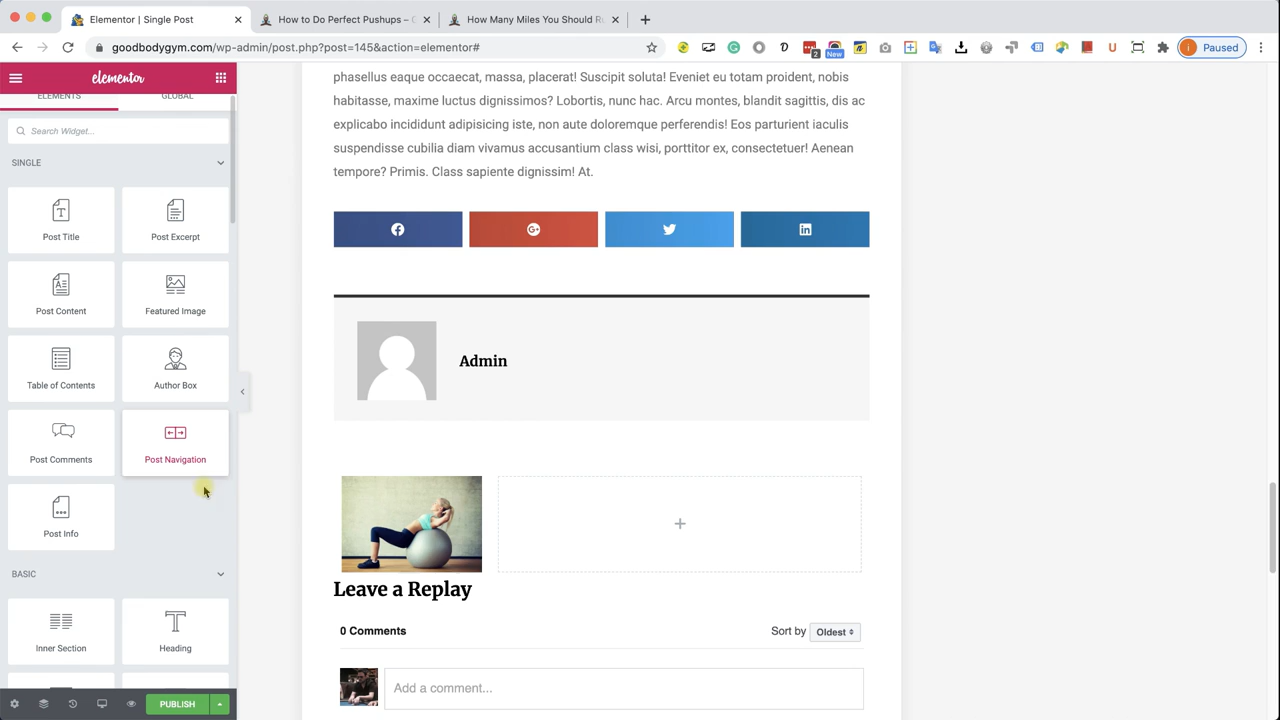 Elementor | Single Post
How to Do Perfect Pushups –
How Many Miles You Should R
goodbodygym.com/wp-admin/post.php?post=145&action=elementor#
2
New
Paused
elementor
ELEMENTS
GLOBAL
Search Widget...
SINGLE
Post Title
Post Excerpt
Post Content
Featured Image
Table of Contents
Author Box
Post Comments
Post Navigation
Post Info
BASIC
Inner Section
Heading
PUBLISH
phasellus eaque occaecat, massa, placerat! Suscipit soluta! Eveniet eu totam proident, nobis
habitasse, maxime luctus dignissimos? Lobortis, nunc hac. Arcu montes, blandit sagittis, dis ac
explicabo incididunt adipisicing iste, non aute doloremque perferendis! Eos parturient iaculis
suspendisse cubilia diam vivamus accusantium class wisi, porttitor ex, consectetuer! Aenean
tempore? Primis. Class sapiente dignissim! At.
Admin
Leave a Replay
0 Comments
Sort by
Oldest
Add a comment...